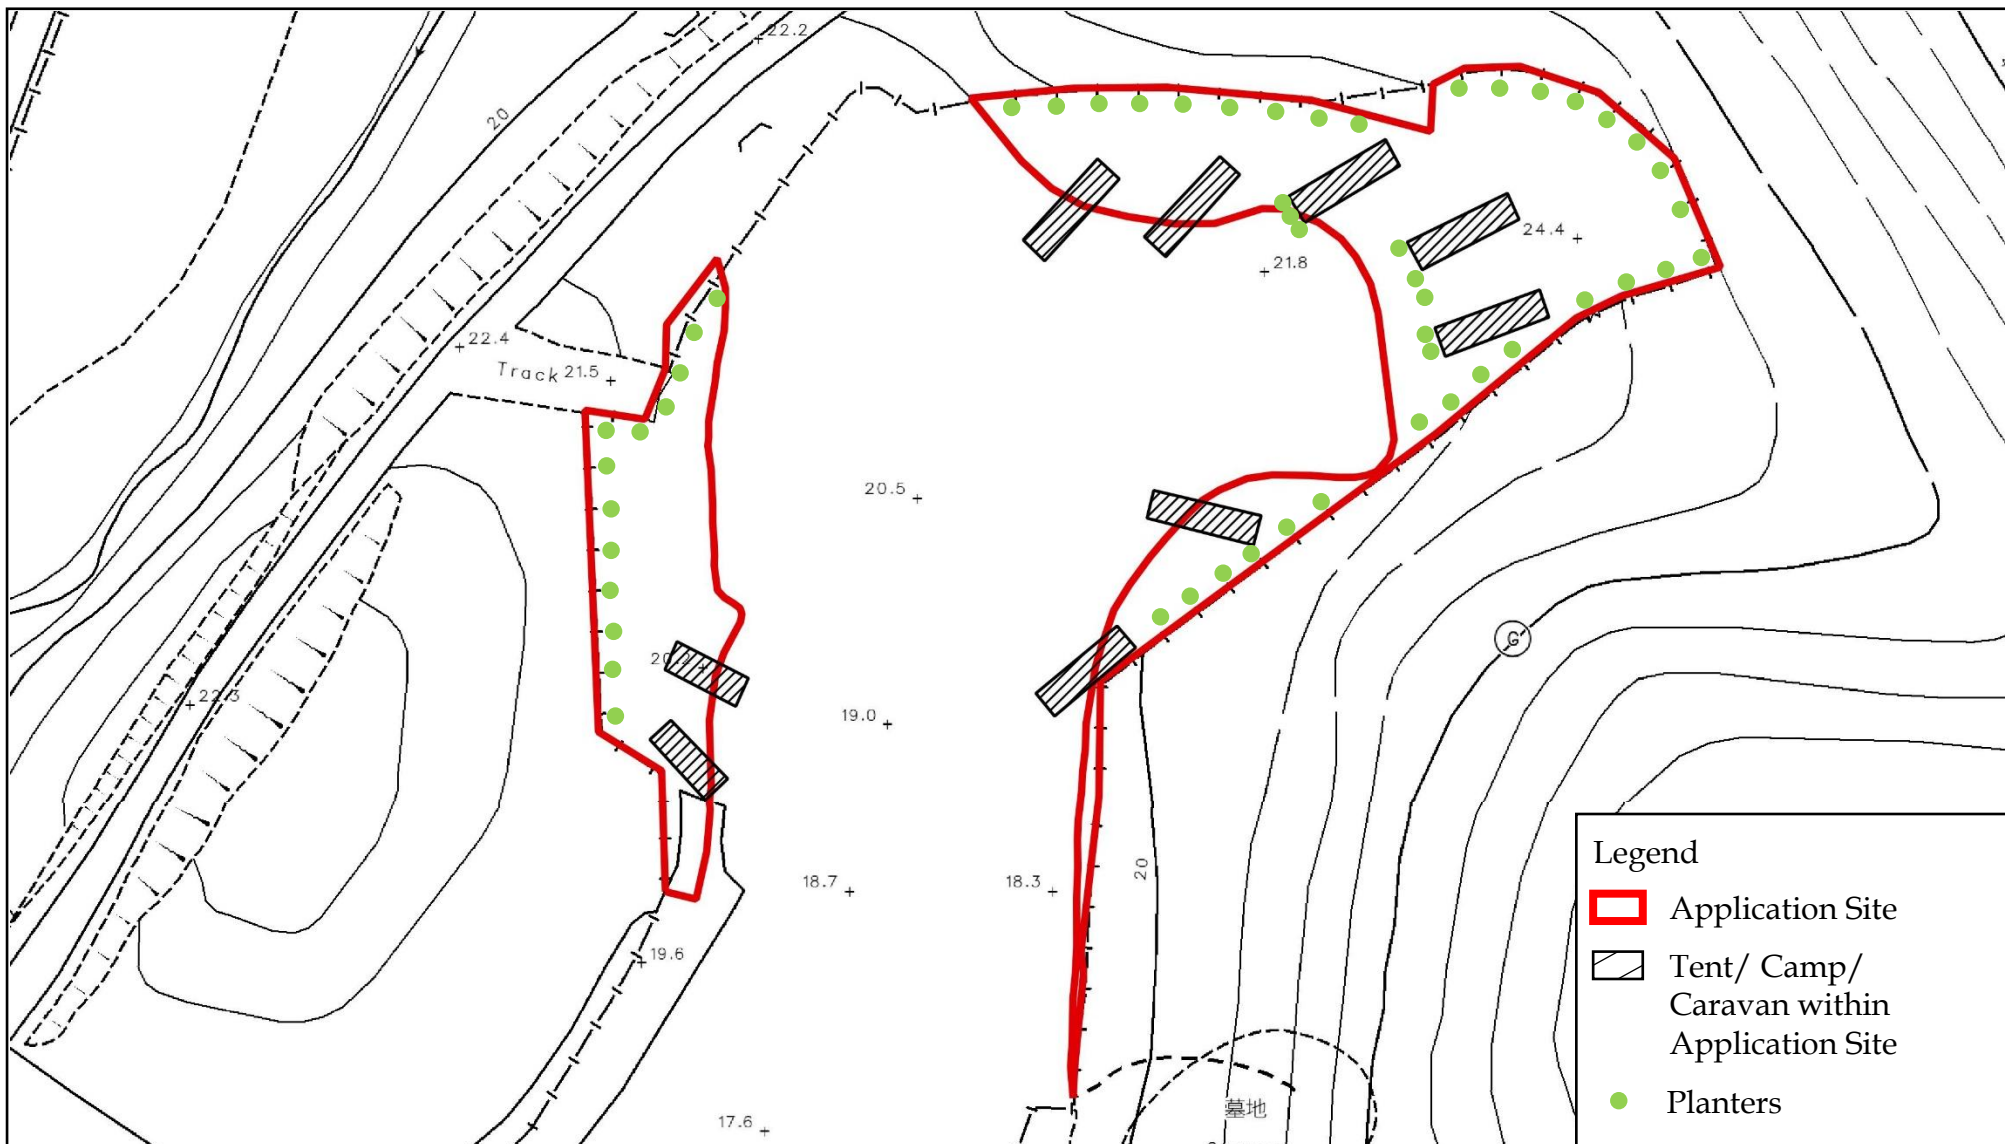 22.2
20
24.4
21.8
22.4
Track 21.5
20.5
20.2
G
22.3
19.0
18.7
18.3
20
19.6
17.6
墓地
Legend
Application Site
Tent/ Camp/
Caravan within
Application Site
Planters